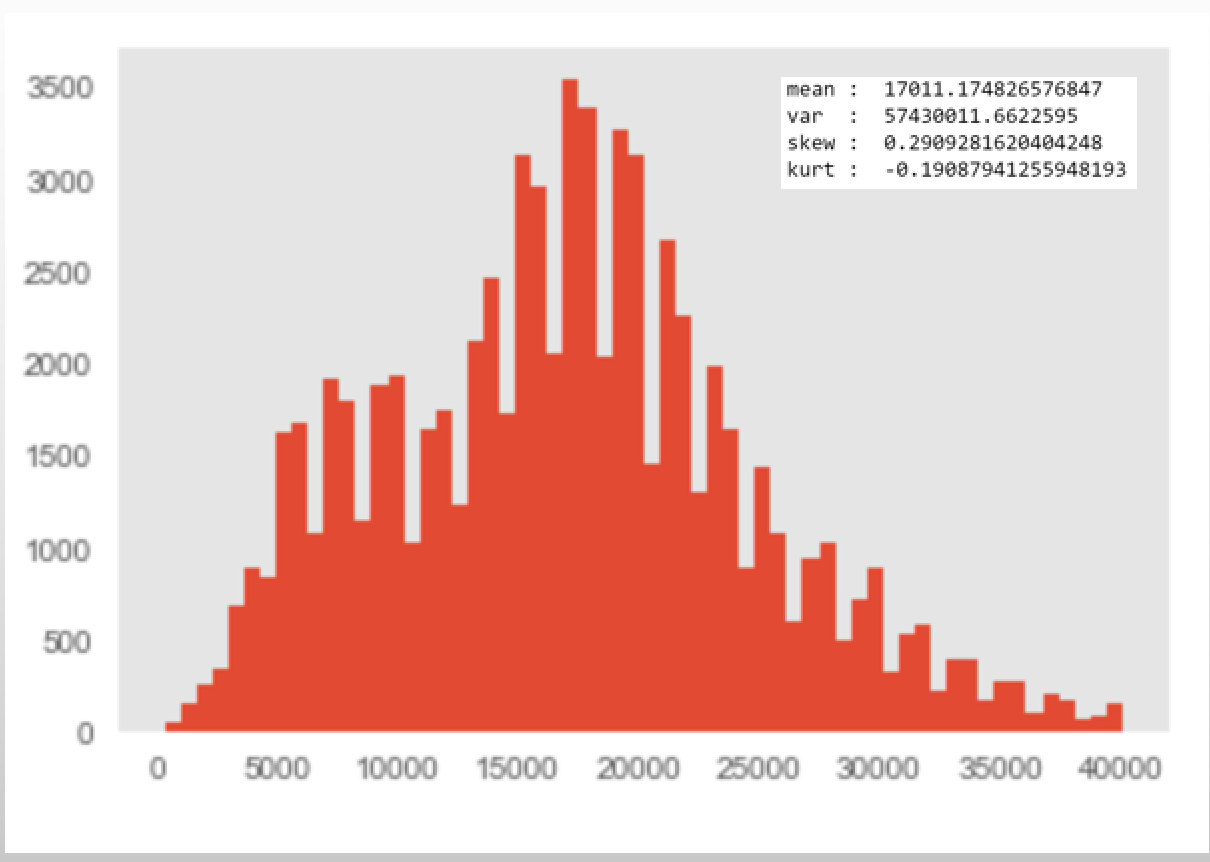 3500
3000
2500
2000
1500
1000
500
0
mean :  17011.174826576847
var  :  57430011.6622595
skew :  0.2909281620404248
kurt :  -0.19087941255948193
0 5000 10000 15000 20000 25000 30000 35000 40000